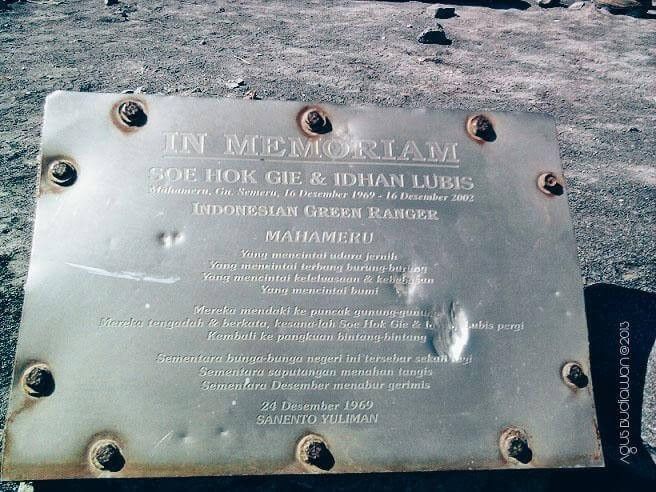 IN MEMORIAM
SOE HOK GIE & IDHAN LUBIS
Mahameru, Gn. Semeru, 16 Desember 1969 - 16 Desember 2002
INDONESIAN GREEN RANGER
MAHAMERU
Yang mencintai udara jernih
Yang mencintai terbang burung-burung
Yang mencintai keleluasaan & kebebasan
Yang mencintai bumi
Mereka mendaki ke puncak gunung-gunung
Mereka tengadah & berkata, kesana-lah Soe Hok Gie & Lubis pergi
Kembali ke pangkuan bintang-bintang
Sementara bunga-bunga negeri ini tersebar
Sementara saputangan menahan tangis
Sementara Desember menabur gerimis
24 Desember 1969
SANENTO YULIMAN
AGUS BUDIAWAN © 2013